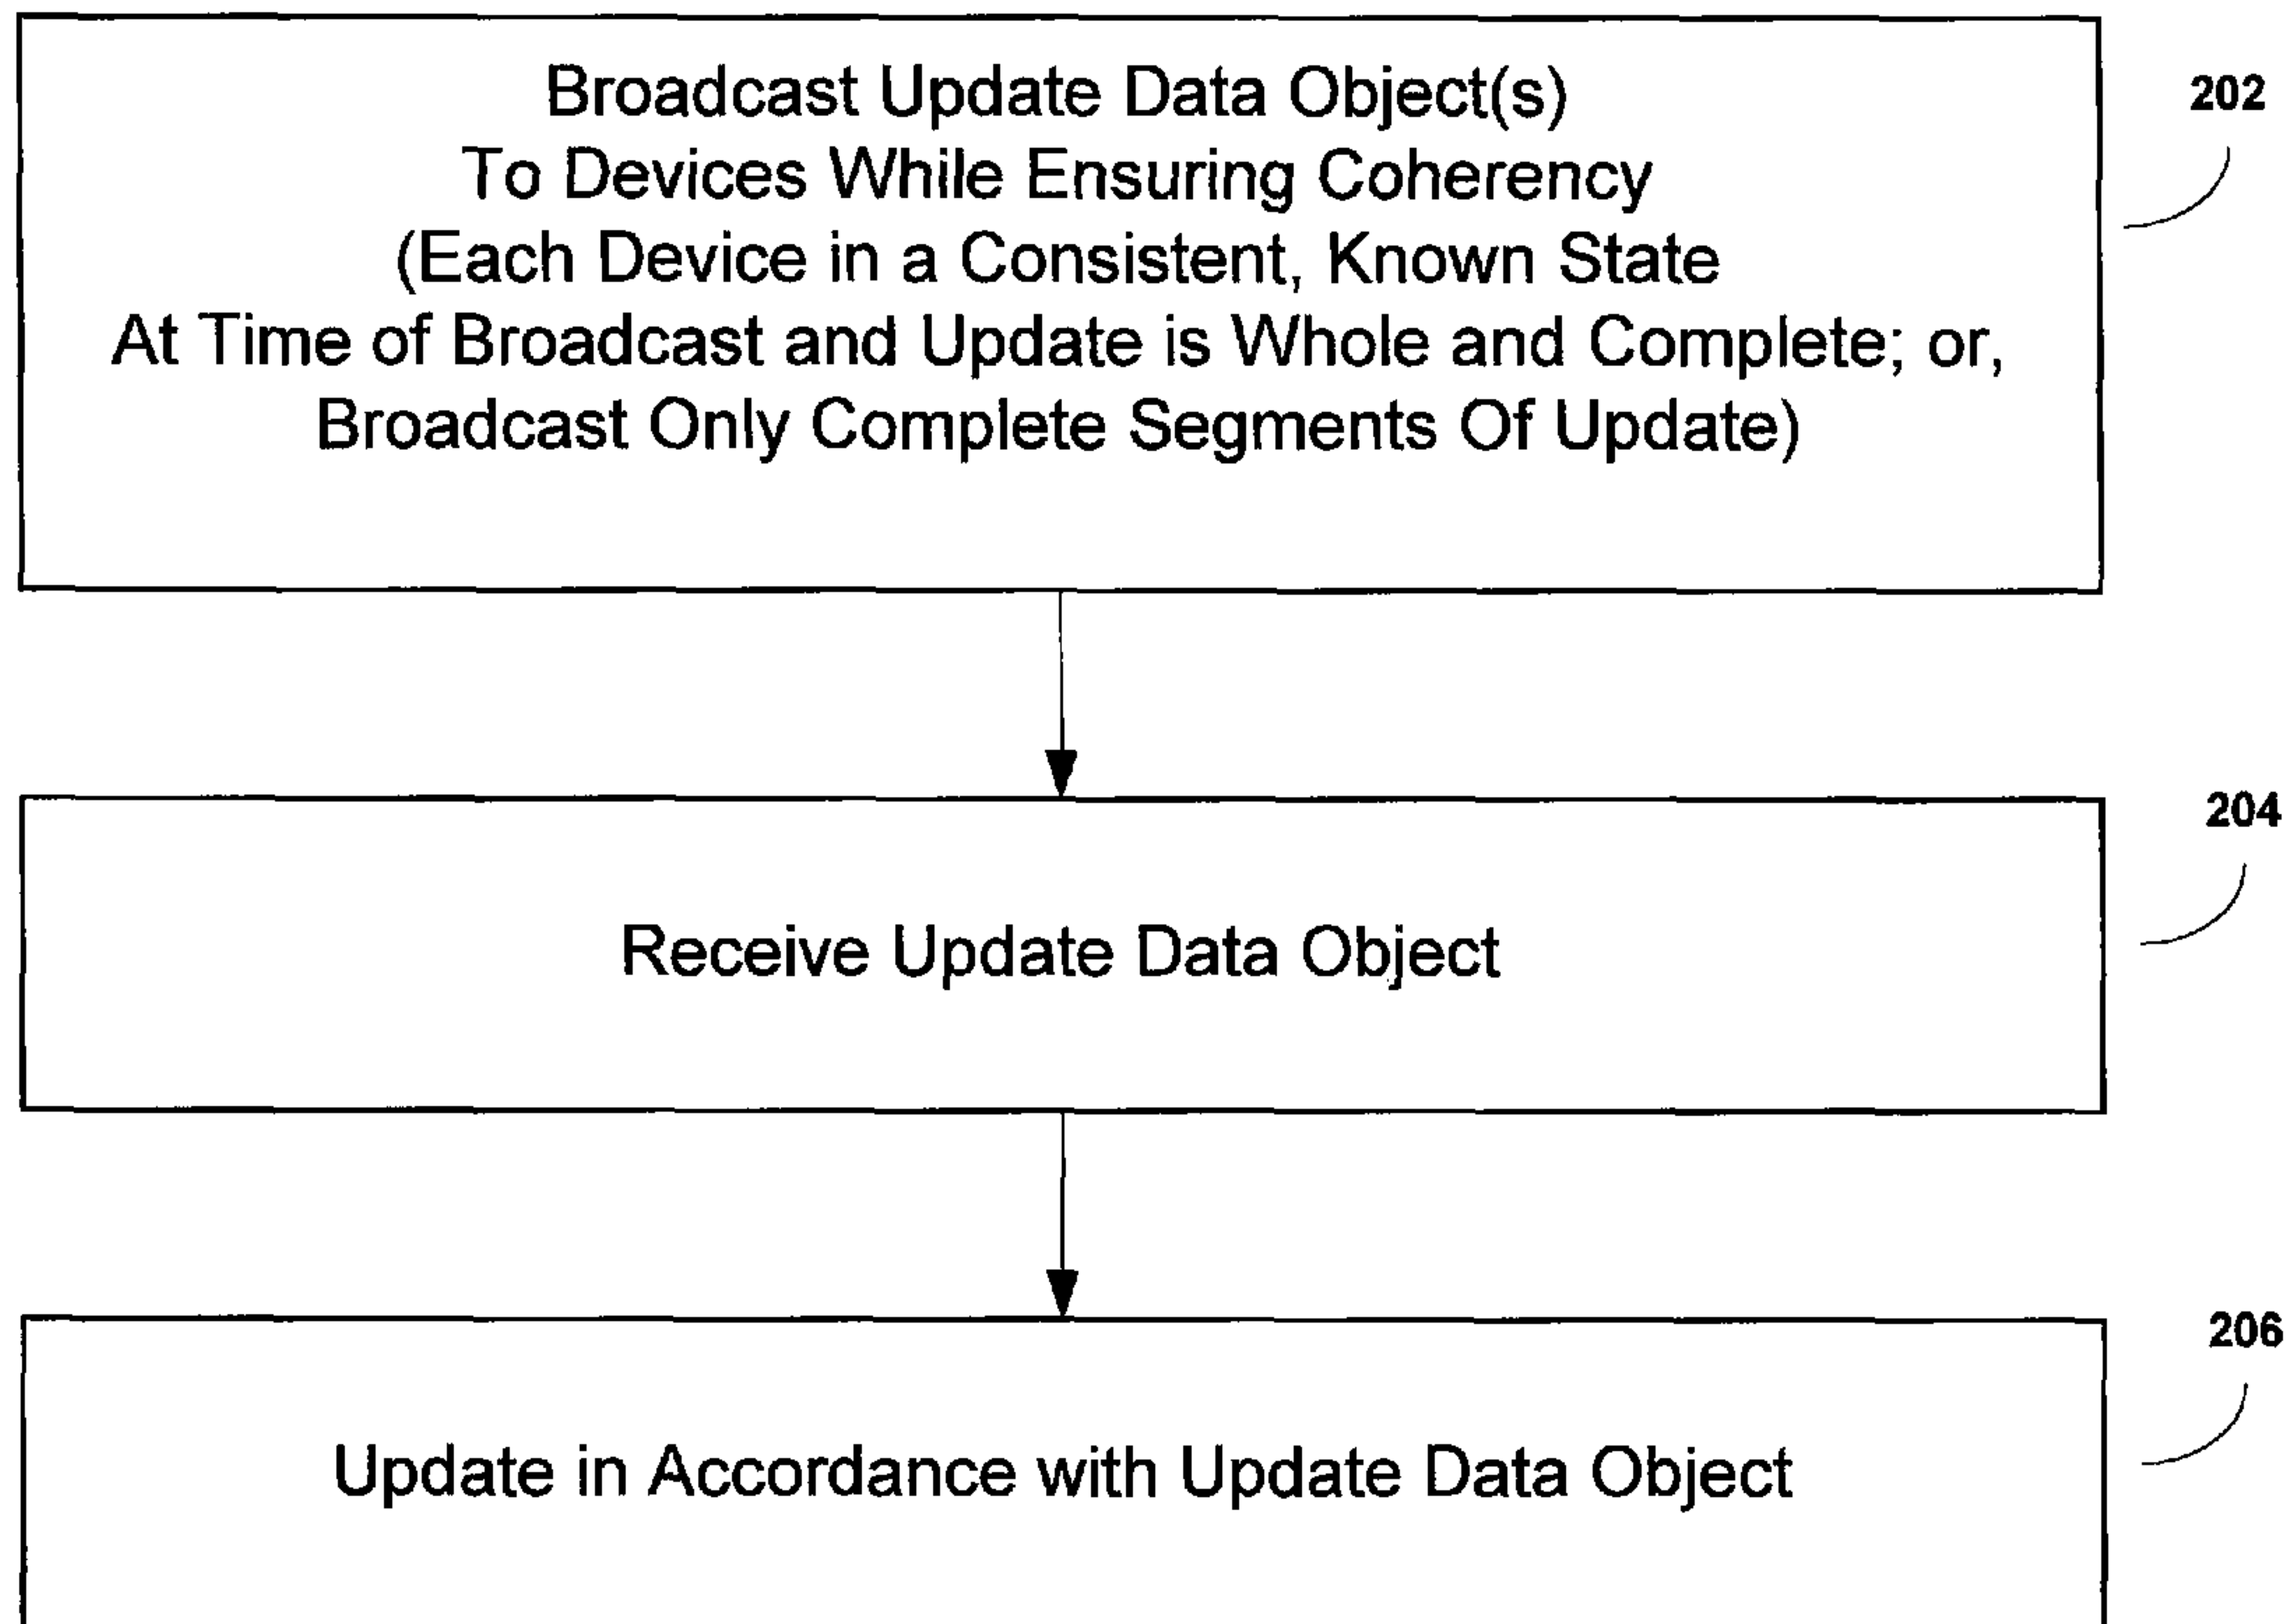 Broadcast Update Data Object(s)
To Devices While Ensuring Coherency
(Each Device in a Consistent, Known State
At Time of Broadcast and Update is Whole and Complete; or,
Broadcast Only Complete Segments Of Update)
202
Receive Update Data Object
204
Update in Accordance with Update Data Object
206